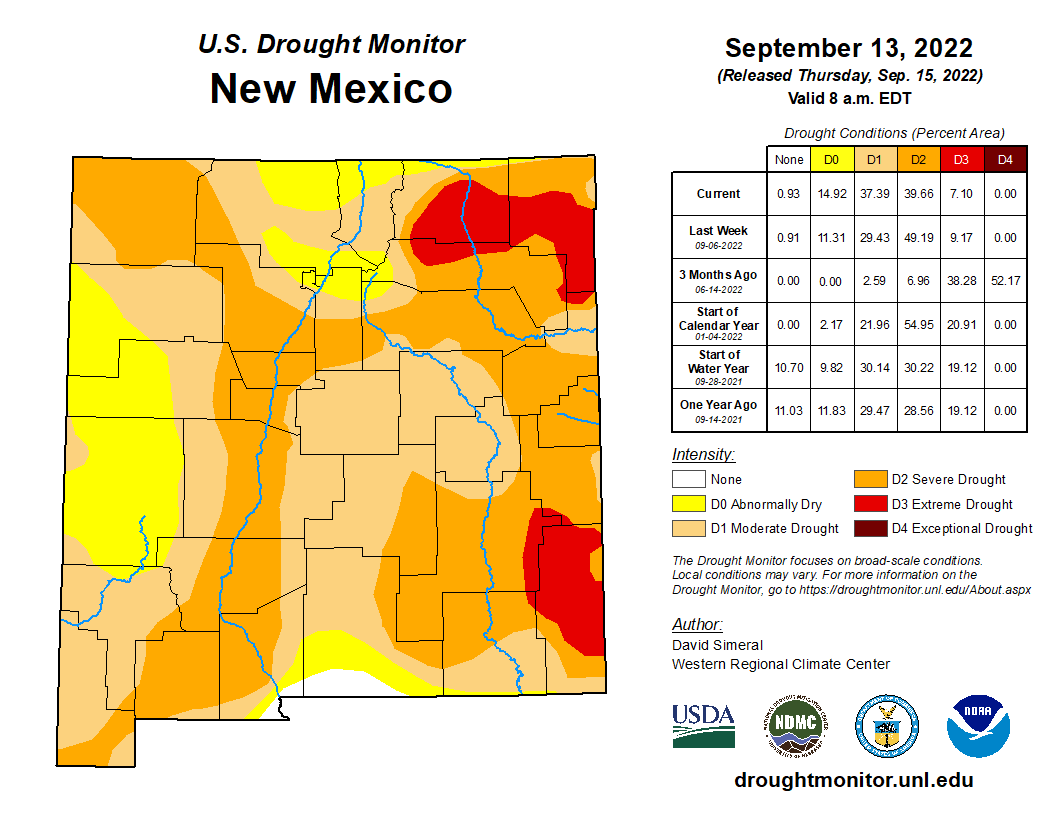 U.S. Drought Monitor
New Mexico
September 13, 2022
(Released Thursday, Sep. 15, 2022)
Valid 8 a.m. EDT
Drought Conditions (Percent Area)
None D0 D1 D2 D3 D4
Current 0.93 14.92 37.39 39.66 7.10 0.00
Last Week
09-06-2022
0.91 11.31 29.43 49.19 9.17 0.00
3 Months Ago
06-14-2022
0.00 0.00 2.59 6.96 38.28 52.17
Start of
Calendar Year
01-04-2022
0.00 2.17 21.96 54.95 20.91 0.00
Start of
Water Year
09-28-2021
10.70 9.82 30.14 30.22 19.12 0.00
One Year Ago
09-14-2021
11.03 11.83 29.47 28.56 19.12 0.00
Intensity:
None
D0 Abnormally Dry
D1 Moderate Drought
D2 Severe Drought
D3 Extreme Drought
D4 Exceptional Drought
The Drought Monitor focuses on broad-scale conditions.
Local conditions may vary. For more information on the
Drought Monitor, go to https://droughtmonitor.unl.edu/About.aspx
Author:
David Simeral
Western Regional Climate Center
USDA
NDMC
NOAA
droughtmonitor.unl.edu